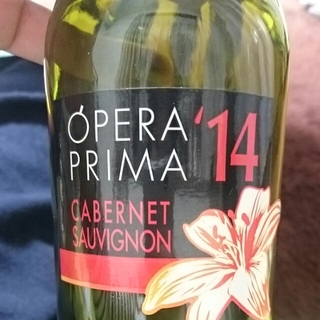 ÓPERA '14
PRIMA
CABERNET
SAUVIGNON